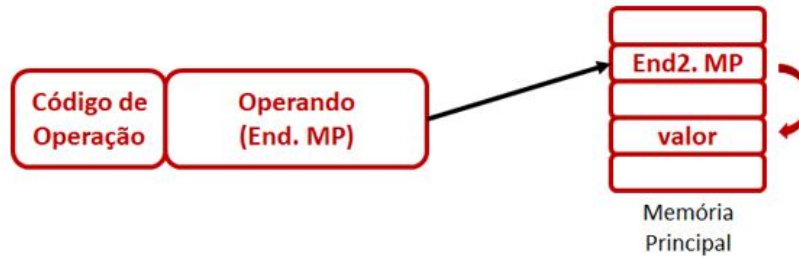 Código de
Operação
Operando
(End. MP)
End2. MP
valor
Memória
Principal